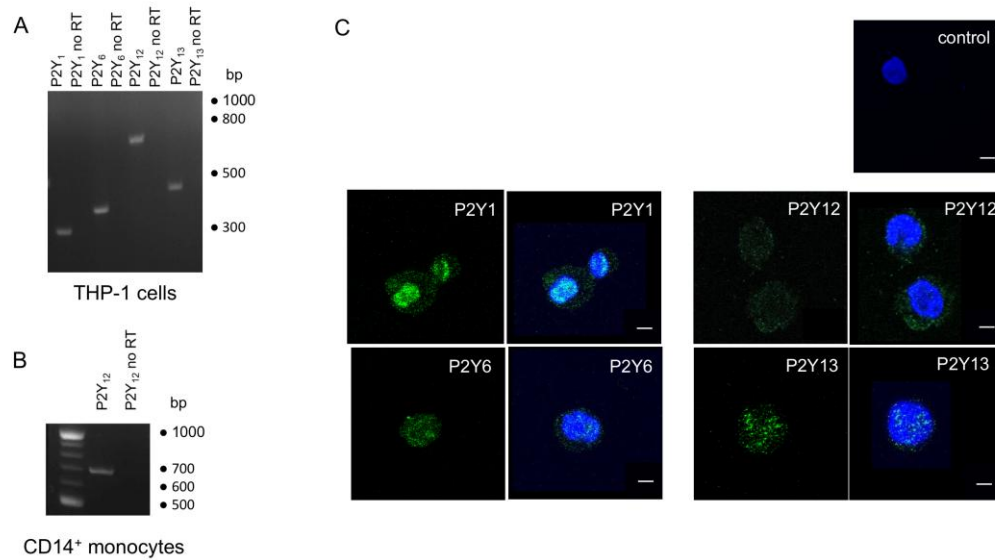 A
P2Y₁
P2Y₁ no RT
P2Y₆
P2Y₆ no RT
P2Y₁₂
P2Y₁₂ no RT
P2Y₁₃
P2Y₁₃ no RT
bp
● 1000
● 800
● 500
● 300
THP-1 cells
B
P2Y₁₂
P2Y₁₂ no RT
bp
● 1000
● 700
● 600
● 500
CD14⁺ monocytes
C
control
P2Y1
P2Y1
P2Y12
P2Y12
P2Y6
P2Y6
P2Y13
P2Y13